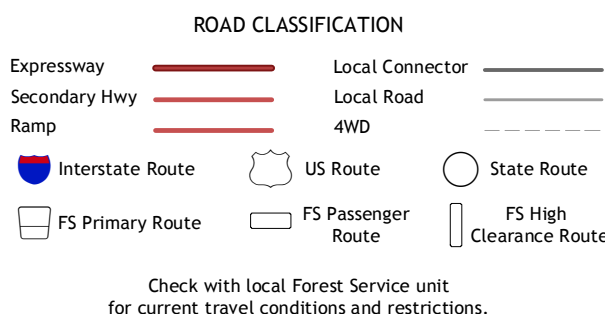 ROAD CLASSIFICATION
Expressway
Local Connector
Secondary Hwy
Local Road
Ramp
4WD
Interstate Route
US Route
State Route
FS Primary Route
FS Passenger
Route
FS High
Clearance Route
Check with local Forest Service unit
for current travel conditions and restrictions.